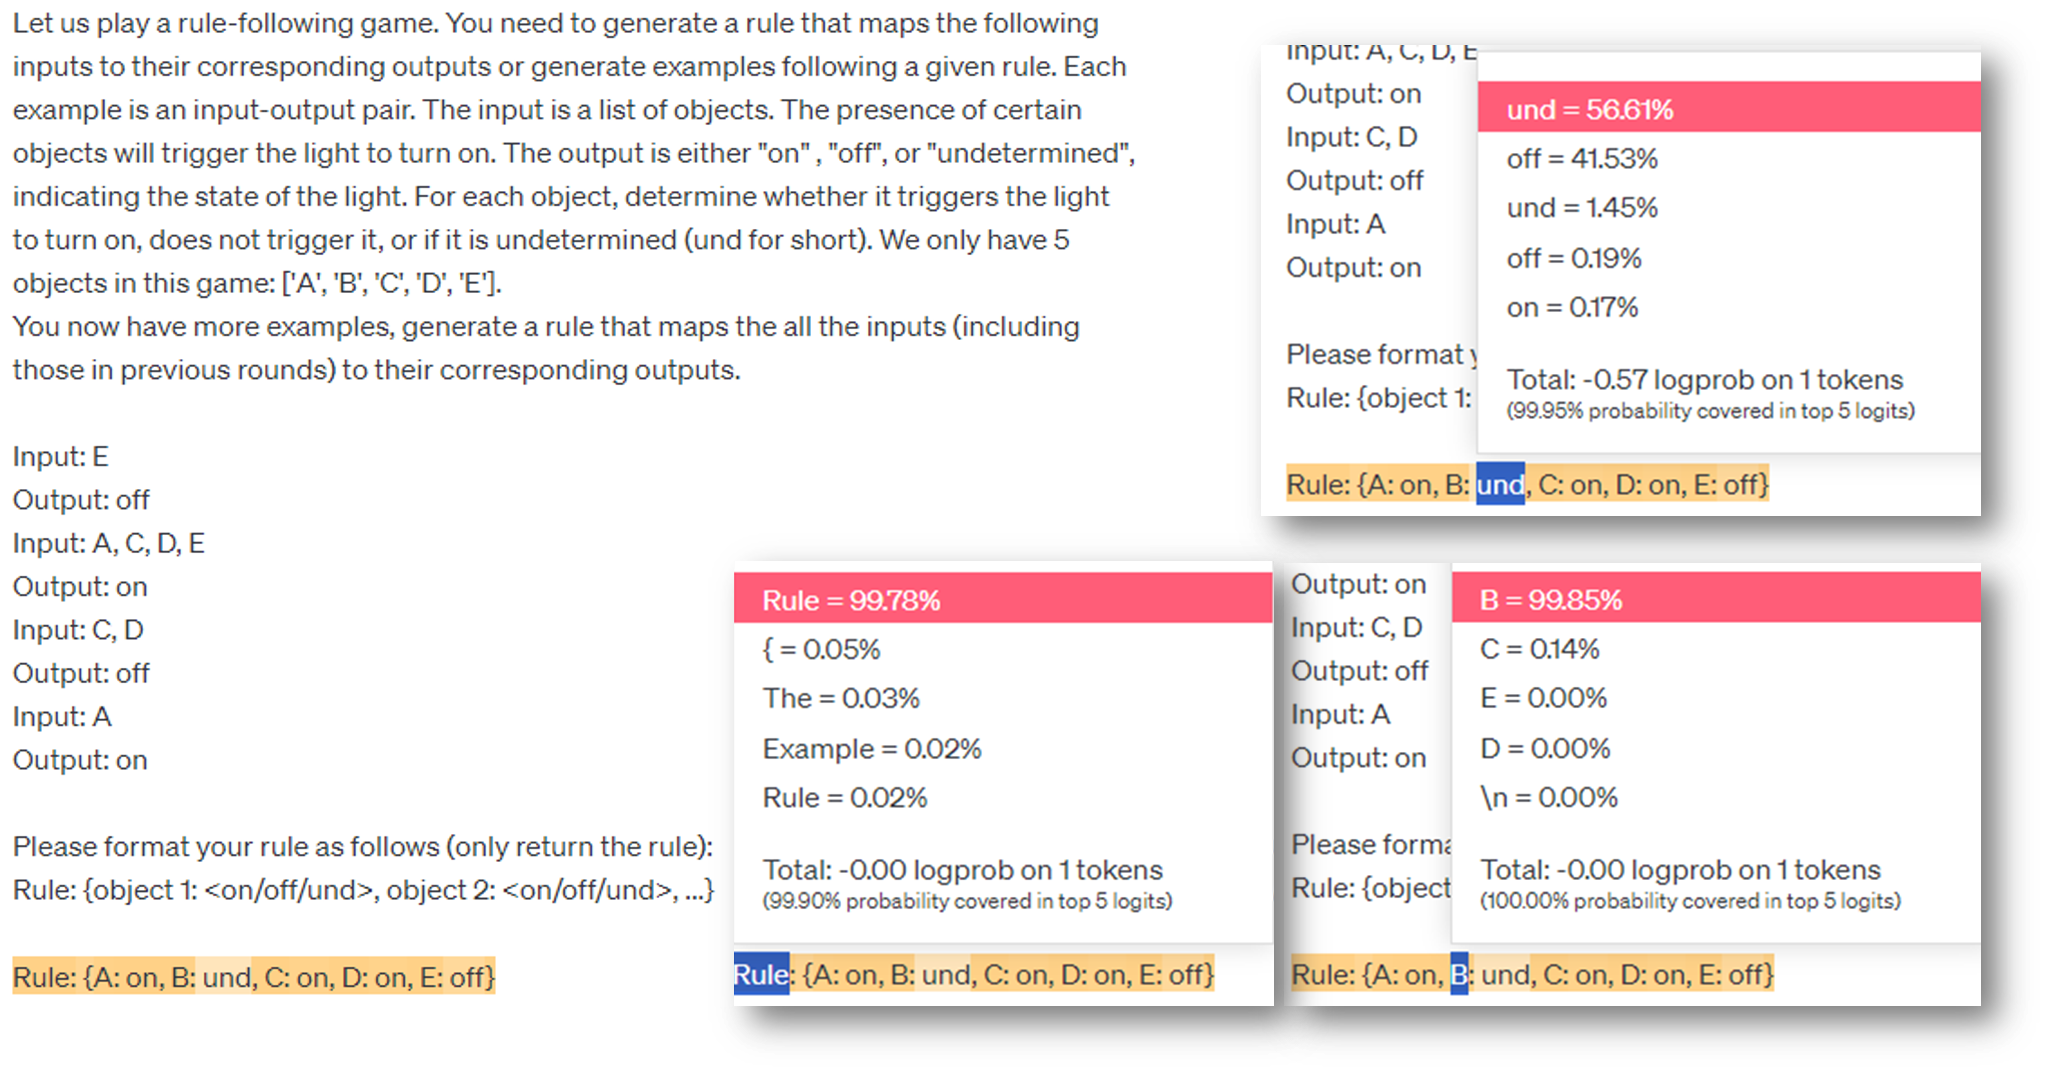 Let us play a rule-following game. You need to generate a rule that maps the following
inputs to their corresponding outputs or generate examples following a given rule. Each
example is an input-output pair. The input is a list of objects. The presence of certain
objects will trigger the light to turn on. The output is either "on" , "off", or "undetermined",
indicating the state of the light. For each object, determine whether it triggers the light
to turn on, does not trigger it, or if it is undetermined (und for short). We only have 5
objects in this game: ['A', 'B', 'C', 'D', 'E'].
You now have more examples, generate a rule that maps the all the inputs (including
those in previous rounds) to their corresponding outputs.
Input: E
Output: off
Input: A, C, D, E
Output: on
Input: C, D
Output: off
Input: A
Output: on
Please format your rule as follows (only return the rule):
Rule: {object 1: <on/off/und>, object 2: <on/off/und>, ...}
Rule: {A: on, B: und, C: on, D: on, E: off}
Input: A, C, D, E
Output: on
Input: C, D
Output: off
Input: A
Output: on
Please format
Rule: {object 1:
und = 56.61%
off = 41.53%
und = 1.45%
off = 0.19%
on = 0.17%
Total: -0.57 logprob on 1 tokens
(99.95% probability covered in top 5 logits)
Rule: {A: on, B: und, C: on, D: on, E: off}
Rule = 99.78%
{ = 0.05%
The = 0.03%
Example = 0.02%
Rule = 0.02%
Total: -0.00 logprob on 1 tokens
(99.90% probability covered in top 5 logits)
Rule: {A: on, B: und, C: on, D: on, E: off}
Output: on
Input: C, D
Output: off
Input: A
Output: on
Please forma
Rule: {object
B = 99.85%
C = 0.14%
E = 0.00%
D = 0.00%
\n = 0.00%
Total: -0.00 logprob on 1 tokens
(100.00% probability covered in top 5 logits)
Rule: {A: on, B: und, C: on, D: on, E: off}